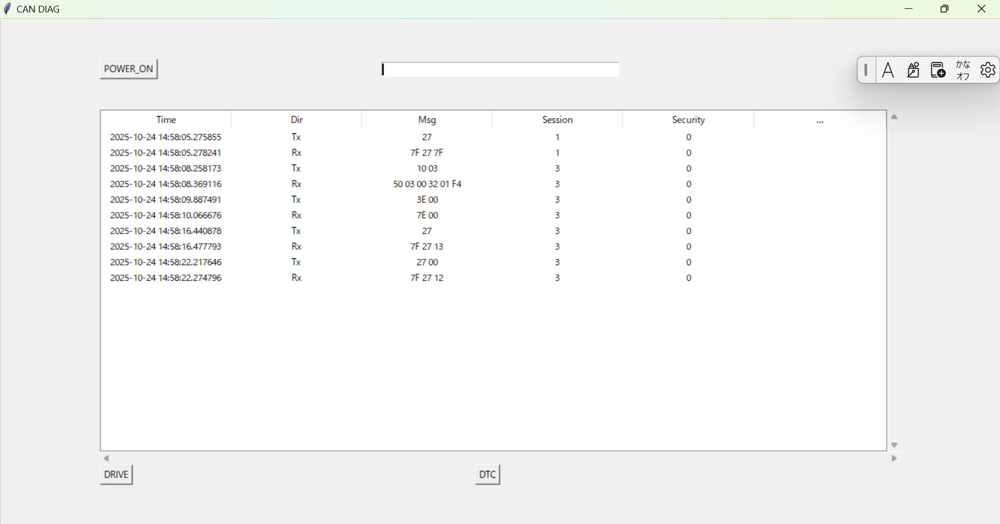 CAN DIAG
POWER_ON
A かな
オフ
Time Dir Msg Session Security ...
2025-10-24 14:58:05.275855 Tx 27 1 0
2025-10-24 14:58:05.278241 Rx 7F 27 7F 1 0
2025-10-24 14:58:08.258173 Tx 10 03 3 0
2025-10-24 14:58:08.369116 Rx 50 03 00 32 01 F4 3 0
2025-10-24 14:58:09.887491 Tx 3E 00 3 0
2025-10-24 14:58:10.066676 Rx 7E 00 3 0
2025-10-24 14:58:16.440878 Tx 27 3 0
2025-10-24 14:58:16.477793 Rx 7F 27 13 3 0
2025-10-24 14:58:22.217646 Tx 27 00 3 0
2025-10-24 14:58:22.274796 Rx 7F 27 12 3 0
DRIVE DTC